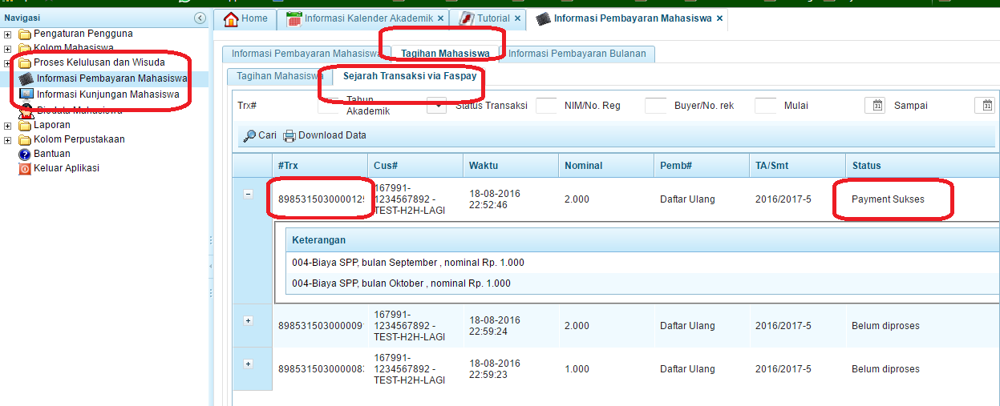 Navigasi
Pengaturan Pengguna
Kolom Mahasiswa
Proses Kelulusan dan Wisuda
Informasi Pembayaran Mahasiswa
Informasi Kunjungan Mahasiswa
Biodata Mahasiswa
Laporan
Kolom Perpustakaan
Bantuan
Keluar Aplikasi
Home Informasi Kalender Akademik × Tutorial × Informasi Pembayaran Mahasiswa ×
Informasi Pembayaran Mahasiswa Tagihan Mahasiswa Informasi Pembayaran Bulanan
Tagihan Mahasiswa Sejarah Transaksi via Faspay
Trx# Tahun Akademik Status Transaksi NIM/No. Reg Buyer/No. rek Mulai Sampai
Cari Download Data
#Trx Cus# Waktu Nominal Pemb# TA/Smt Status
167991-
1234567892 -
TEST-H2H-LAGI
18-08-2016
22:52:46
2.000 Daftar Ulang 2016/2017-5 Payment Sukses
Keterangan
004-Biaya SPP, bulan September , nominal Rp. 1.000
004-Biaya SPP, bulan Oktober , nominal Rp. 1.000
167991-
1234567892 -
TEST-H2H-LAGI
18-08-2016
22:59:24
2.000 Daftar Ulang 2016/2017-5 Belum diproses
167991-
1234567892 -
TEST-H2H-LAGI
18-08-2016
22:59:23
1.000 Daftar Ulang 2016/2017-5 Belum diproses